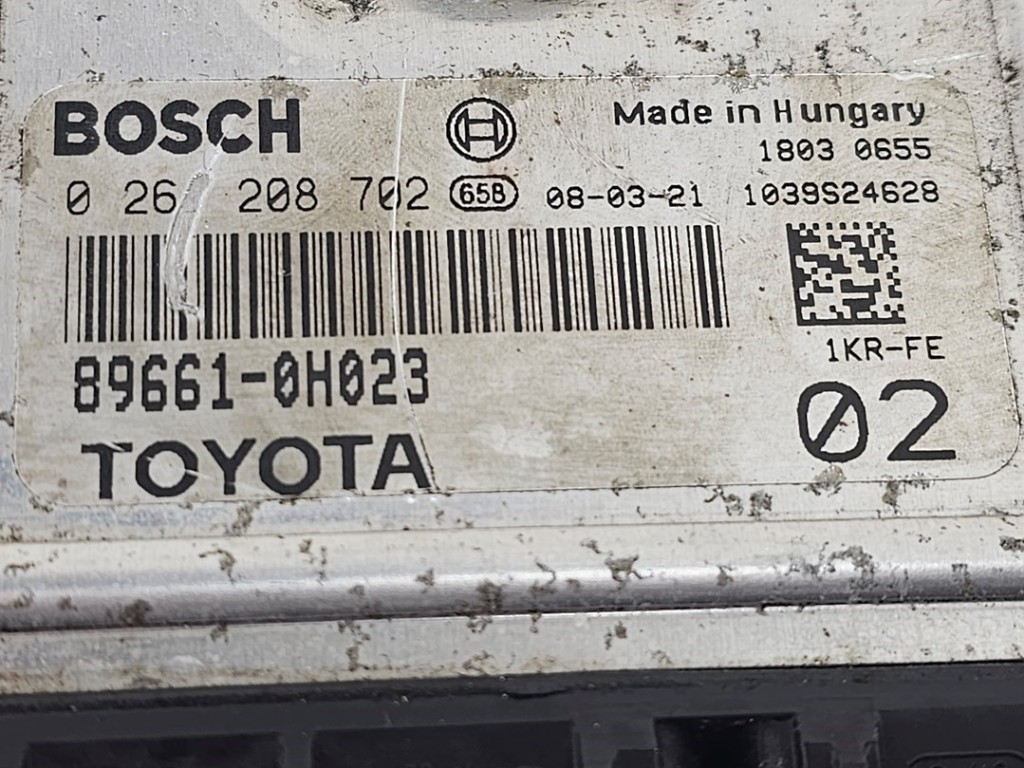 BOSCH
Made in Hungary
1803 0655
0 26 208 702 658 08-03-21 1039S24628
89661-0H023
1KR-FE
TOYOTA
02